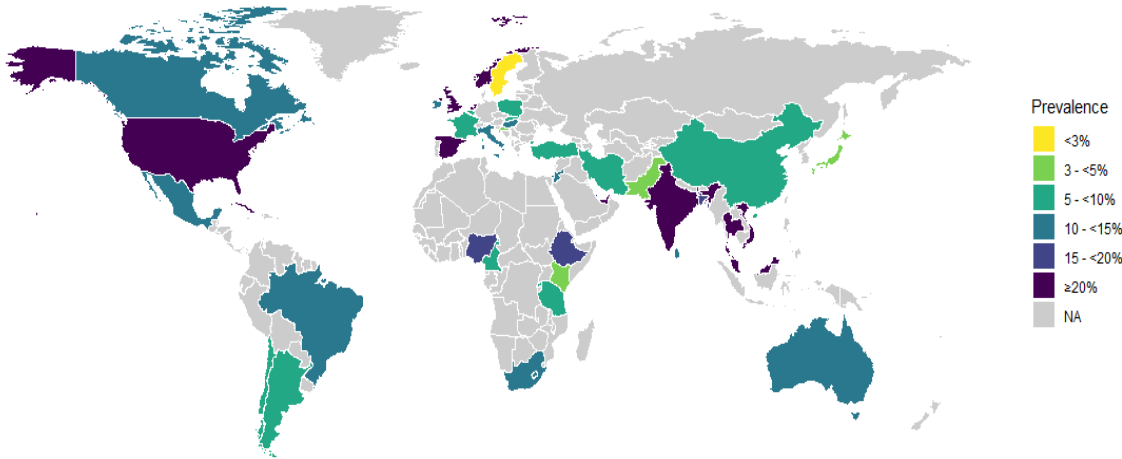 Prevalence
<3%
3 - <5%
5 - <10%
10 - <15%
15 - <20%
≥20%
NA